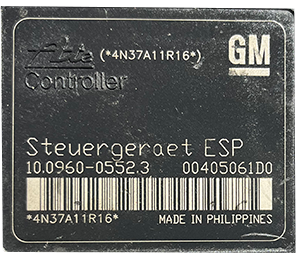 Ate (*4N37A11R16*) GM
Controller
Steuergeraet ESP
10.0960-0552.3 00405061D0
*4N37A11R16* MADE IN PHILIPPINES